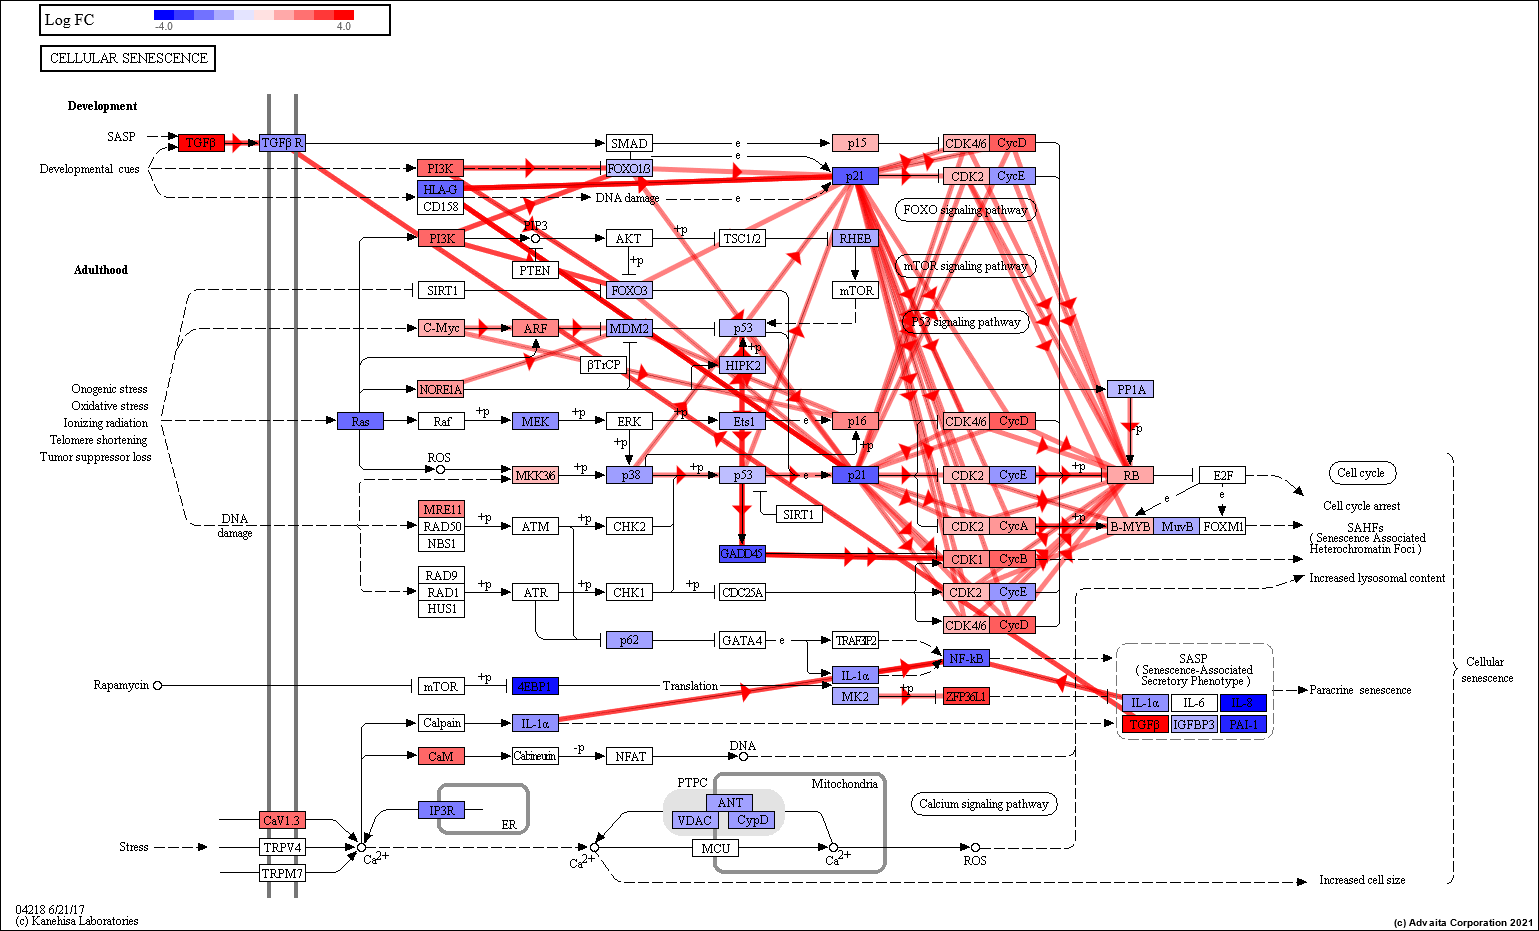 Log FC
-4.0 4.0
CELLULAR SENESCENCE
Development
SASP
TGFβ
TGFβ R
SMAD
e
e
p15
CDK4/6 CycD
Developmental cues
PI3K
FOXO1/3
p21
CDK2 CycE
HLA-G
CD158
DNA damage
e
FOXO signaling pathway
PI3K
PIP3
AKT
+p
TSC1/2
RHEB
Adulthood
PTEN
+p
mTOR signaling pathway
SIRT1
FOXO3
mTOR
C-Myc
ARF
MDM2
p53
P53 signaling pathway
+p
βTrCP
HIPK2
Onogenic stress
Oxidative stress
Ionizing radiation
Telomere shortening
Tumor suppressor loss
NORE1A
PP1A
Ras
Raf
+p
MEK
+p
ERK
+p
Ets1
e
p16
CDK4/6 CycD
+p
+p
+p
ROS
MKK3/6
+p
p38
+p
p53
e
p21
CDK2 CycE
+p
RB
E2F
Cell cycle
e
e
Cell cycle arrest
MRE11
RAD50
NBS1
DNA
damage
+p
ATM
+p
CHK2
SIRT1
CDK2 CycA
+p
B-MYB MuvB FOXM1
SAHFs
( Senescence Associated
Heterochromatin Foci )
GADD45
CDK1 CycB
Increased lysosomal content
RAD9
RAD1
HUS1
+p
ATR
+p
CHK1
+p
CDC25A
CDK2 CycE
CDK4/6 CycD
p62
GATA4
e
TRAF3IP2
NF-kB
SASP
( Senescence-Associated
Secretory Phenotype )
Cellular
senescence
Rapamycin
mTOR
+p
4EBP1
Translation
IL-1α
MK2
+p
ZFP36L1
IL-1α IL-6
TGFβ IGFBP3 PAI-1
Paracrine senescence
Calpain
IL-1α
CaM
Calcineurin
-p
NFAT
DNA
PTPC
Mitochondria
ANT
VDAC CypD
MCU
IP3R
ER
Calcium signaling pathway
CaV1.3
Stress
TRPV4
TRPM7
Ca2+
Ca2+
Ca2+
ROS
Increased cell size
04218 6/21/17
(c) Kanehisa Laboratories
(c) Advaita Corporation 2021